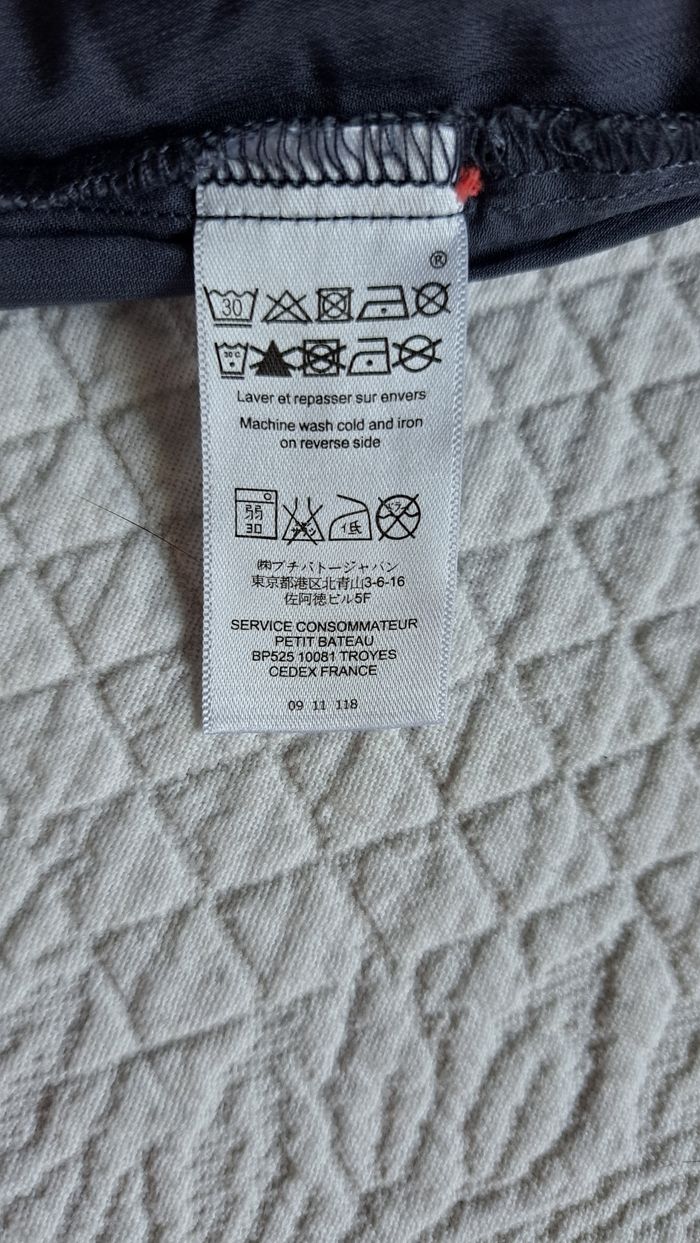 ®
30
30 C
Laver et repasser sur envers
Machine wash cold and iron
on reverse side
弱
30
低
㈱プチバトージャパン
東京都港区北青山3-6-16
佐阿徳ビル5F
SERVICE CONSOMMATEUR
PETIT BATEAU
BP525 10081 TROYES
CEDEX FRANCE
09 11 118